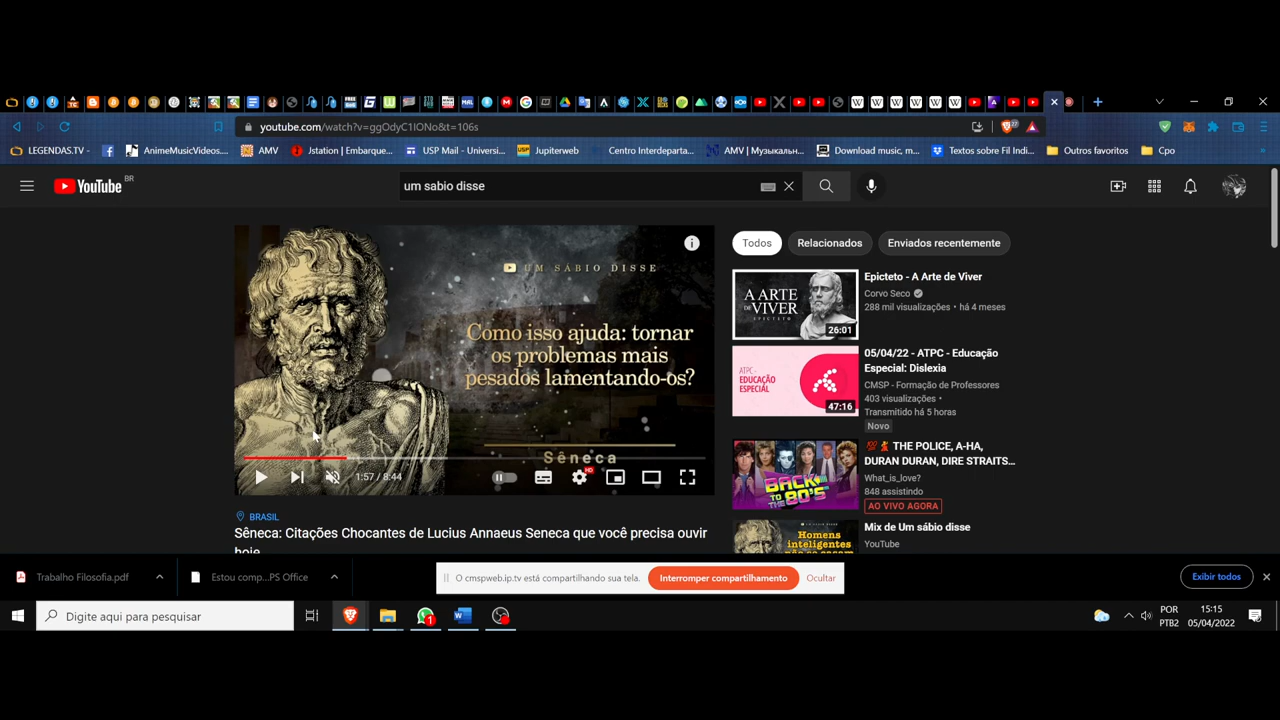 youtube.com/watch?v=ggOdyC1IONo&t=106s
LEGENDAS.TV
AnimeMusicVideos...
AMV
Jstation | Embarque...
USP Mail - Universi...
Jupiterweb
Centro Interdeparta...
AMV | Музыкальн...
Download music, m...
Textos sobre Fil Indi...
Outros favoritos
Cpo
YouTube BR
um sabio disse
UM SÁBIO DISSE
Como isso ajuda: tornar
os problemas mais
pesados lamentando-os?
Sêneca
1:57 / 8:44
HD
BRASIL
Sêneca: Citações Chocantes de Lucius Annaeus Seneca que você precisa ouvir
hoje
Todos
Relacionados
Enviados recentemente
A ARTE
DE VIVER
EPICTETO
26:01
Epicteto - A Arte de Viver
Corvo Seco
288 mil visualizações • há 4 meses
ATPC -
EDUCAÇÃO
ESPECIAL
47:16
05/04/22 - ATPC - Educação
Especial: Dislexia
CMSP - Formação de Professores
403 visualizações •
Transmitido há 5 horas
Novo
BACK TO THE 80'S
💯💃 THE POLICE, A-HA,
DURAN DURAN, DIRE STRAITS...
What_is_love?
848 assistindo
AO VIVO AGORA
Homens
inteligentes
Mix de Um sábio disse
YouTube
Trabalho Filosofia.pdf
Estou comp...PS Office
O cmspweb.ip.tv está compartilhando sua tela.
Interromper compartilhamento
Ocultar
Exibir todos
Digite aqui para pesquisar
1
POR
PTB2
15:15
05/04/2022